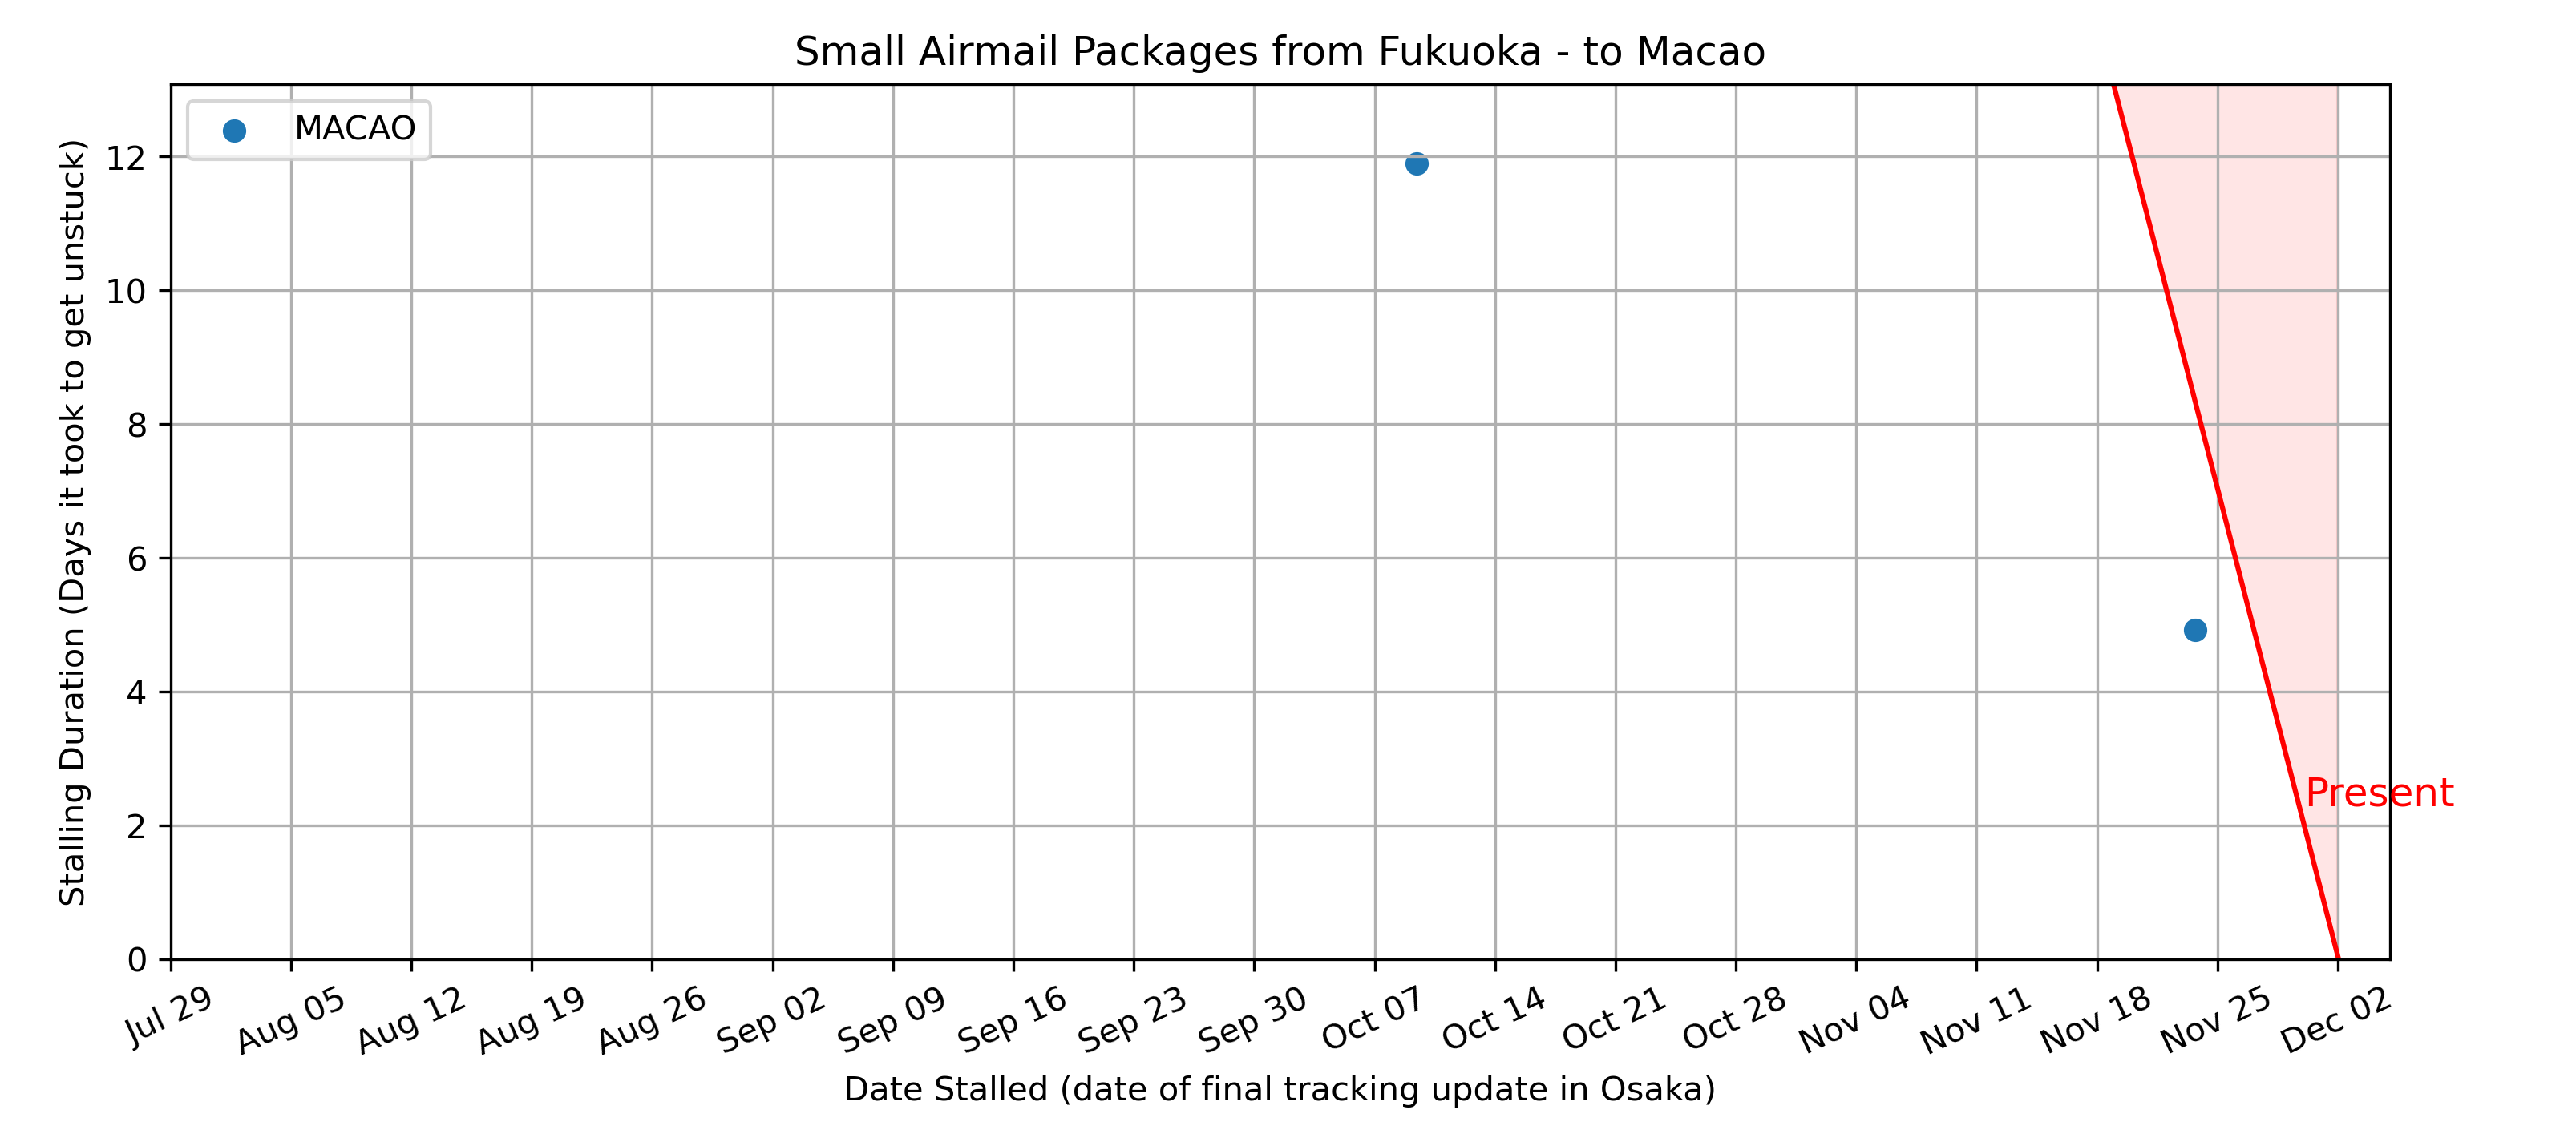 Small Airmail Packages from Fukuoka - to Macao
MACAO
Stalling Duration (Days it took to get unstuck)
12
10
8
6
4
2
0
Present
Jul 29
Aug 05
Aug 12
Aug 19
Aug 26
Sep 02
Sep 09
Sep 16
Sep 23
Sep 30
Oct 07
Oct 14
Oct 21
Oct 28
Nov 04
Nov 11
Nov 18
Nov 25
Dec 02
Date Stalled (date of final tracking update in Osaka)